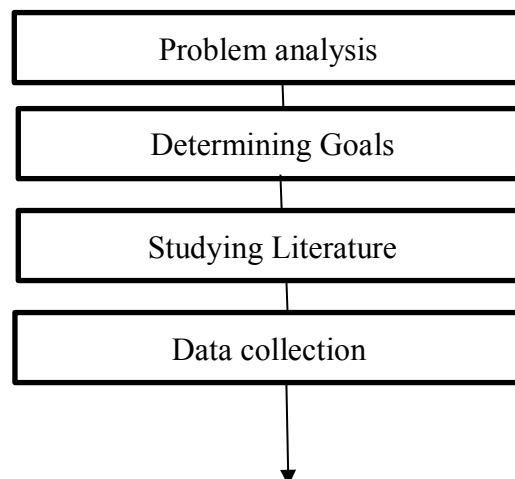 Problem analysis
Determining Goals
Studying Literature
Data collection